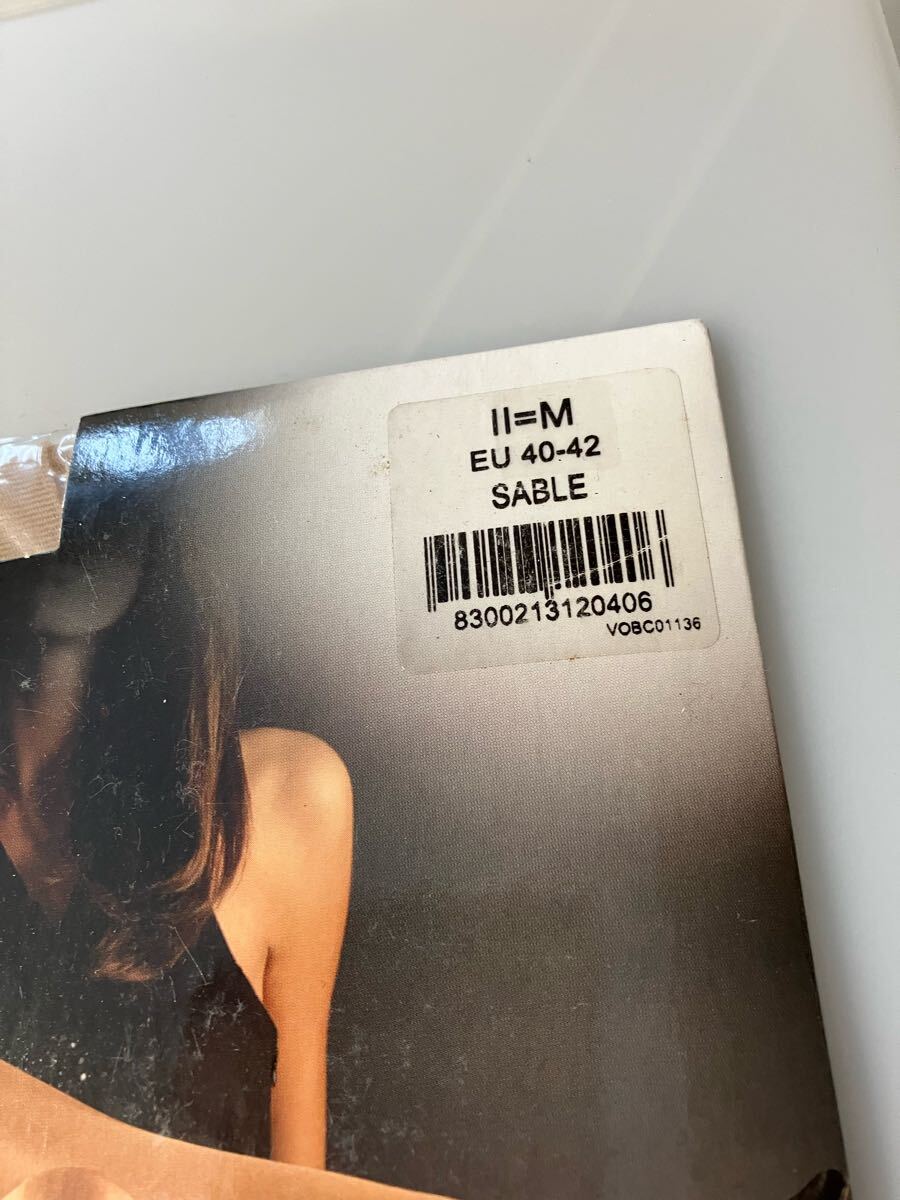 II=M
EU 40-42
SABLE
8300213120406
VOBC01136